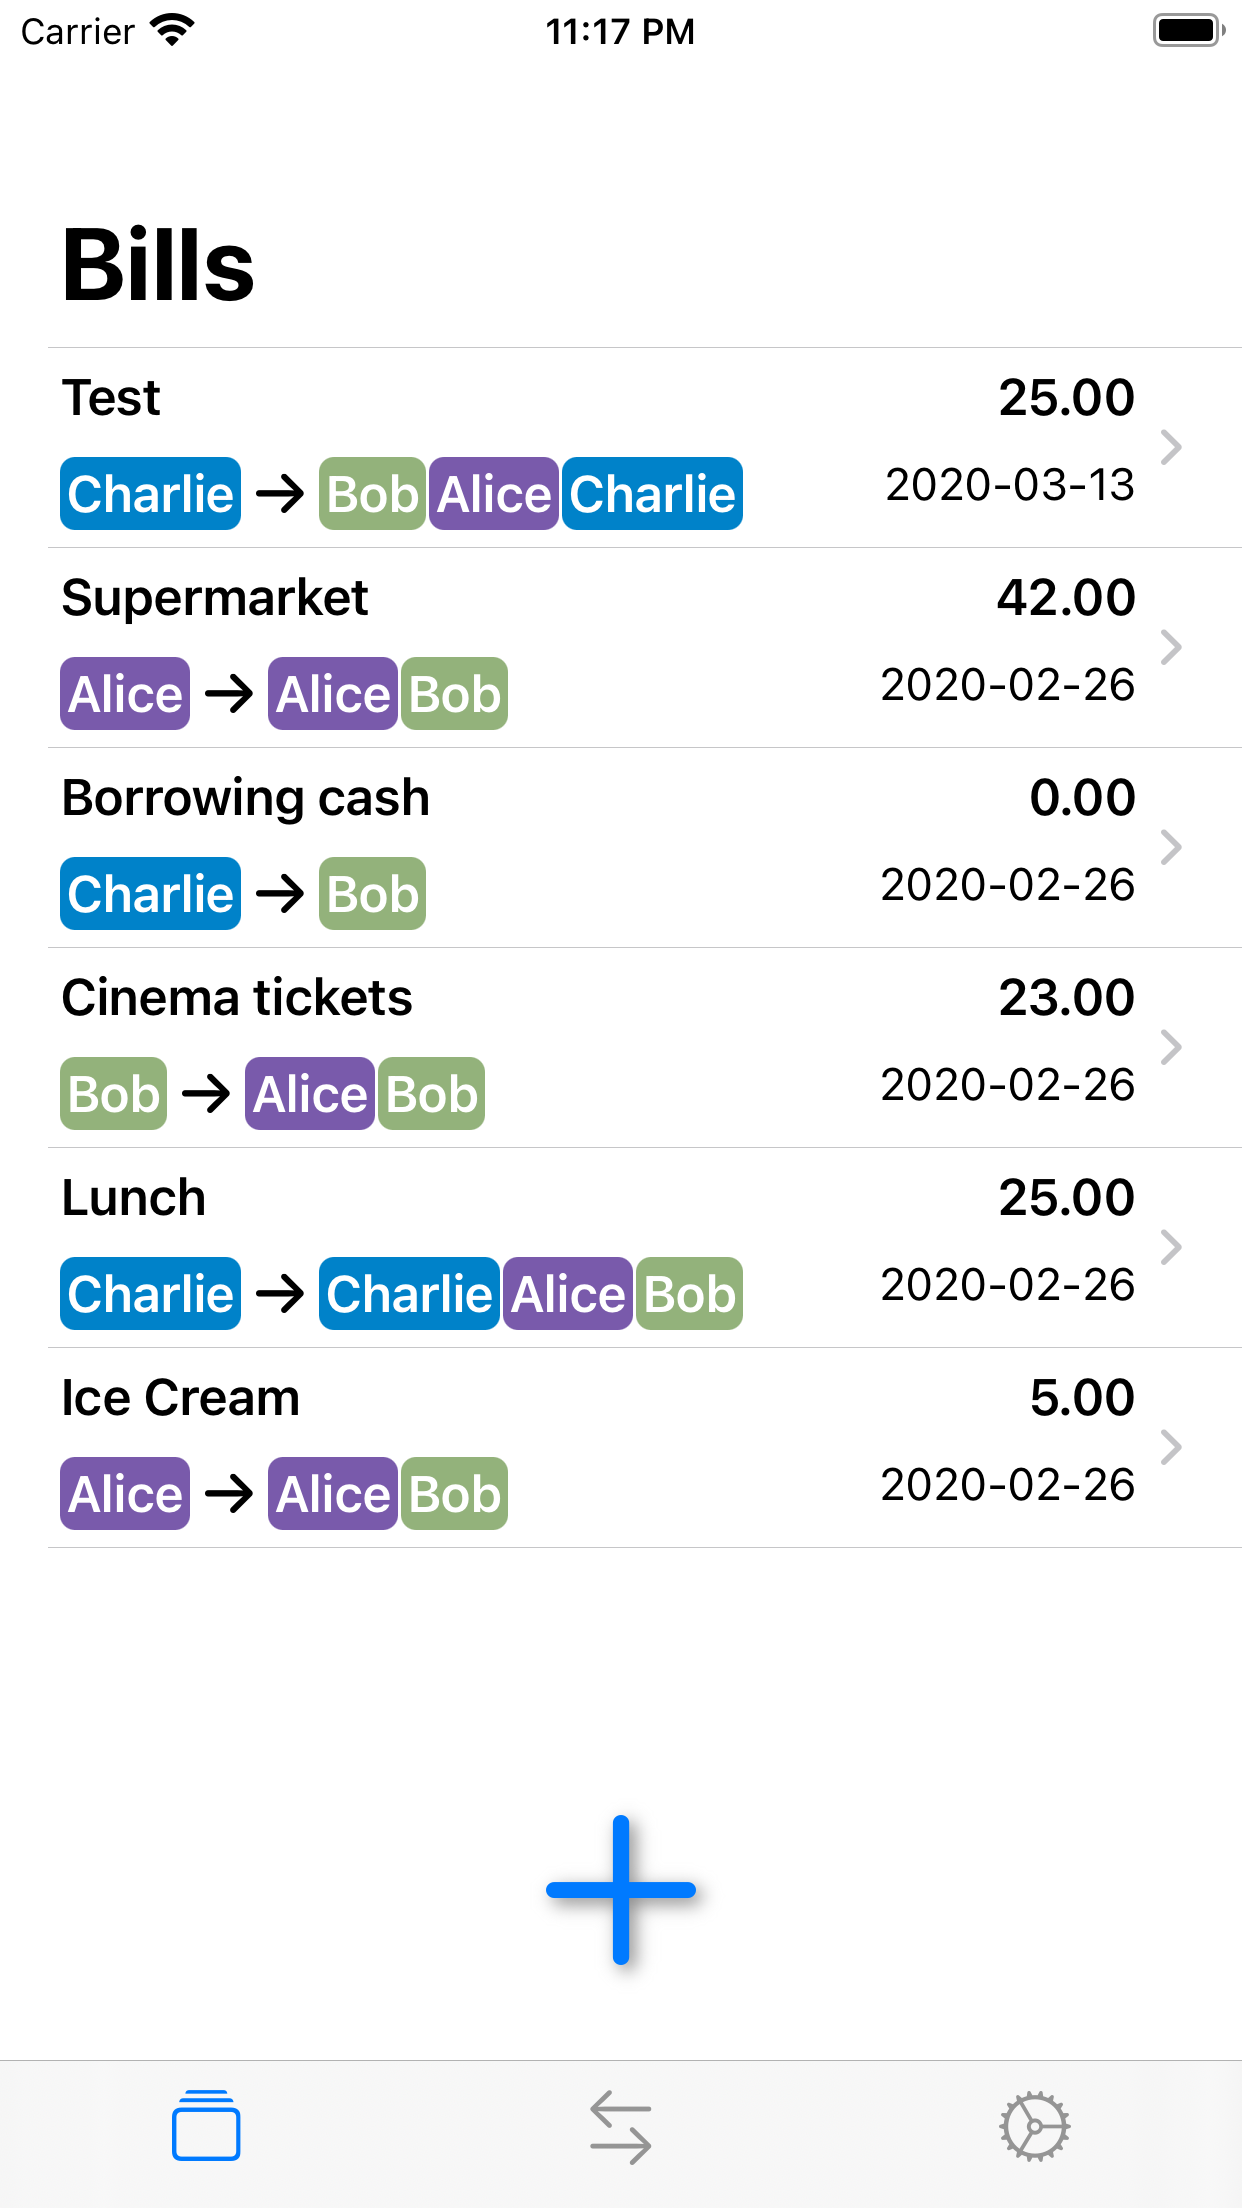 Carrier 11:17 PM
Bills
Test 25.00
Charlie → Bob Alice Charlie 2020-03-13
Supermarket 42.00
Alice → Alice Bob 2020-02-26
Borrowing cash 0.00
Charlie → Bob 2020-02-26
Cinema tickets 23.00
Bob → Alice Bob 2020-02-26
Lunch 25.00
Charlie → Charlie Alice Bob 2020-02-26
Ice Cream 5.00
Alice → Alice Bob 2020-02-26